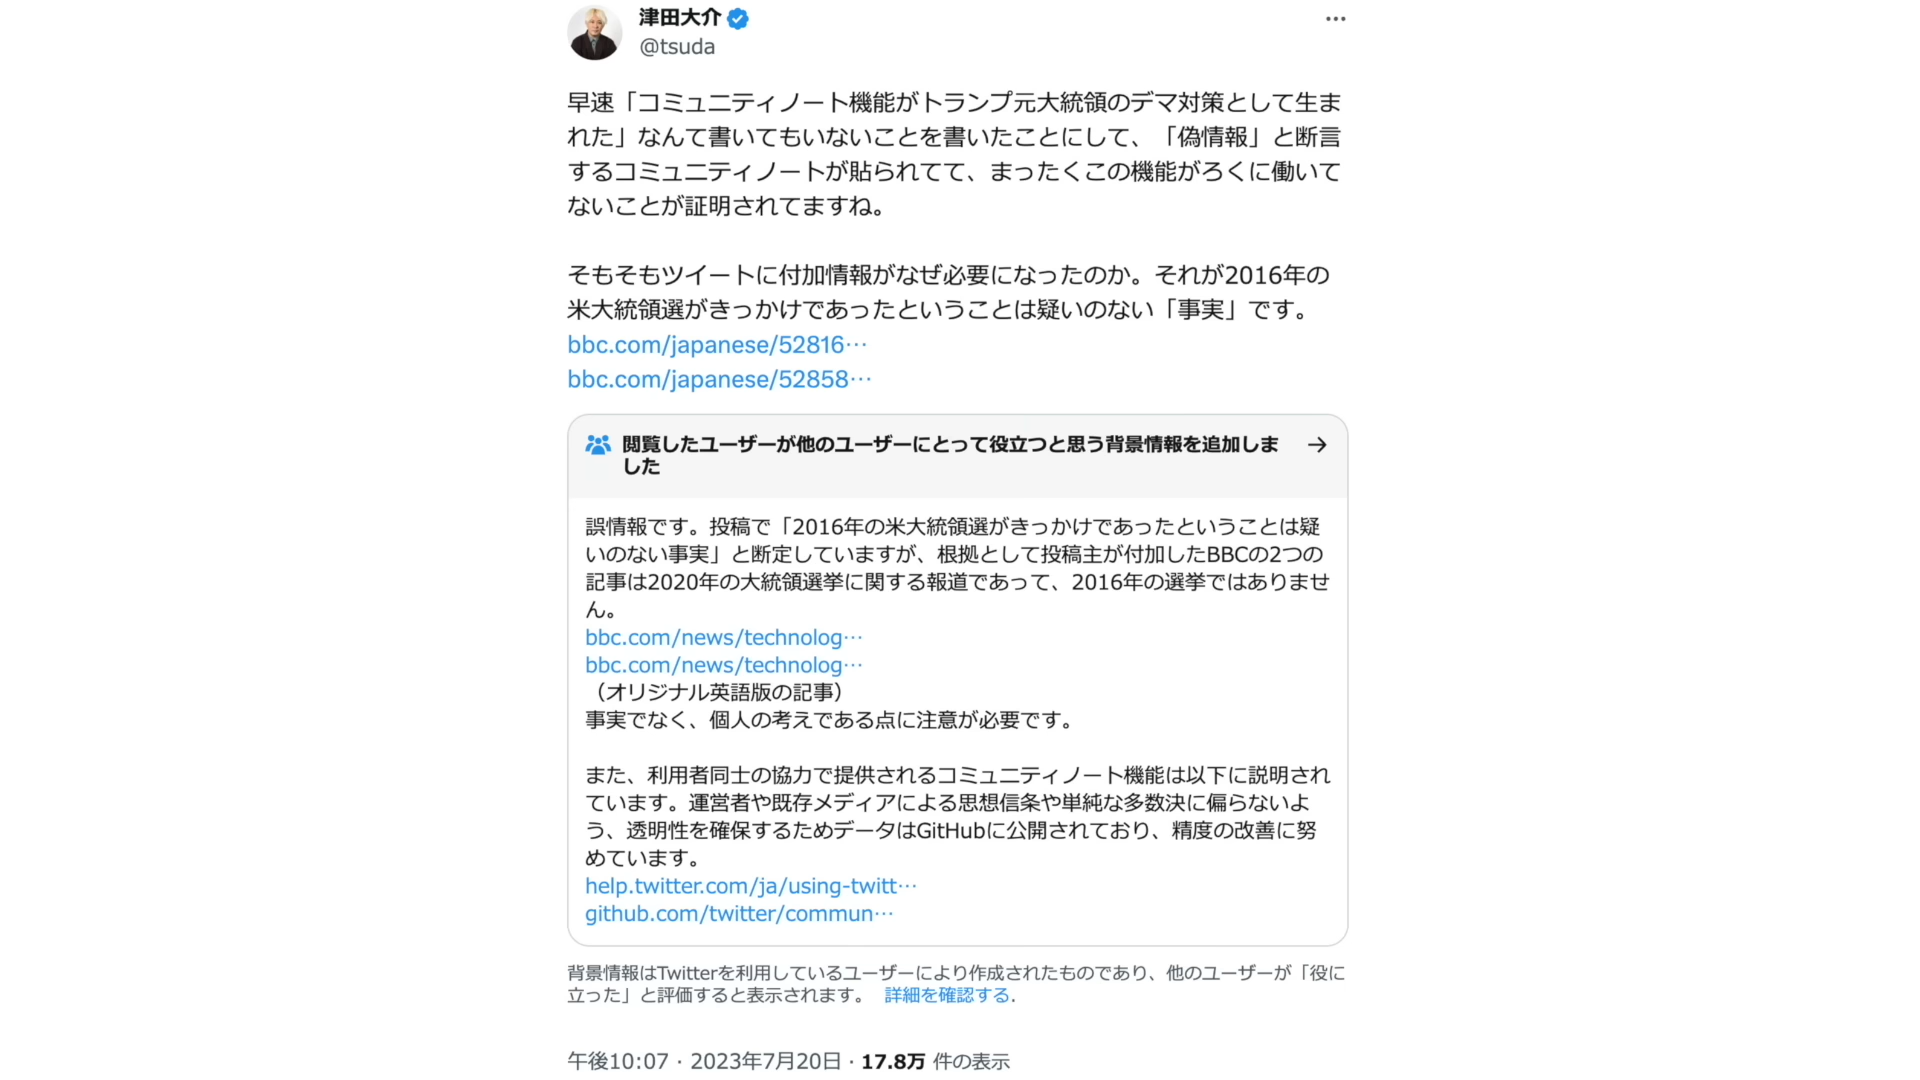 津田大介
@tsuda
早速「コミュニティノート機能がトランプ元大統領のデマ対策として生ま
れた」なんて書いてもいないことを書いたことにして、「偽情報」と断言
するコミュニティノートが貼られてて、まったくこの機能がろくに働いて
ないことが証明されてますね。
そもそもツイートに付加情報がなぜ必要になったのか。それが2016年の
米大統領選がきっかけであったということは疑いのない「事実」です。
bbc.com/japanese/52816…
bbc.com/japanese/52858…
閲覧したユーザーが他のユーザーにとって役立つと思う背景情報を追加しま
した
誤情報です。投稿で「2016年の米大統領選がきっかけであったということは疑
いのない事実」と断定していますが、根拠として投稿主が付加したBBCの2つの
記事は2020年の大統領選挙に関する報道であって、2016年の選挙ではありませ
ん。
bbc.com/news/technolog…
bbc.com/news/technolog…
（オリジナル英語版の記事）
事実でなく、個人の考えである点に注意が必要です。
また、利用者同士の協力で提供されるコミュニティノート機能は以下に説明され
ています。運営者や既存メディアによる思想信条や単純な多数決に偏らないよ
う、透明性を確保するためデータはGitHubに公開されており、精度の改善に努
めています。
help.twitter.com/ja/using-twitt…
github.com/twitter/commun…
背景情報はTwitterを利用しているユーザーにより作成されたものであり、他のユーザーが「役に
立った」と評価すると表示されます。 詳細を確認する.
午後10:07 · 2023年7月20日 · 17.8万 件の表示